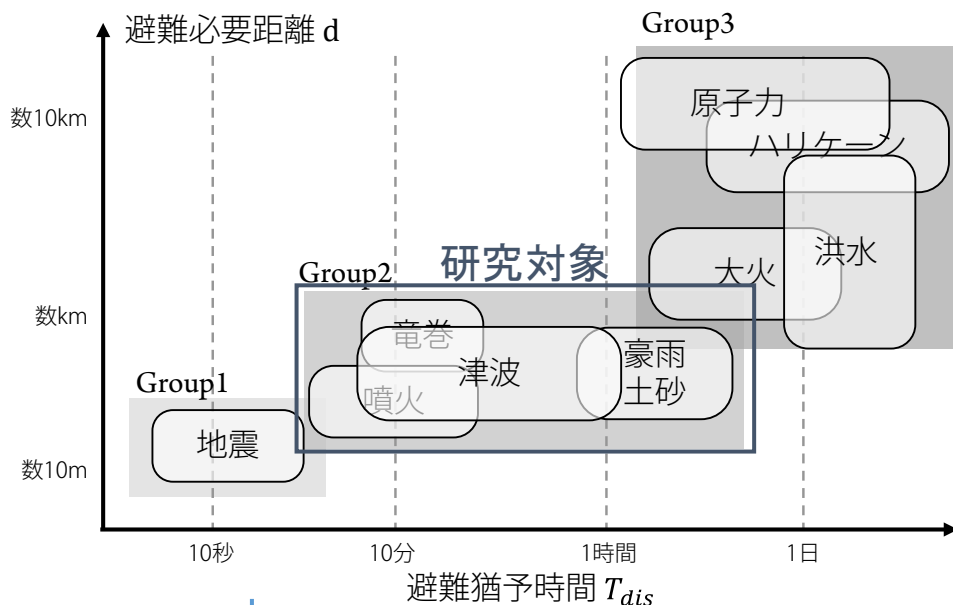 避難必要距離 d
Group3
数10km
原子力
ハリケーン
研究対象
Group2
大火
洪水
数km
竜巻
津波
豪雨
土砂
Group1
噴火
地震
数10m
10秒
10分
1時間
1日
避難猶予時間 T_dis